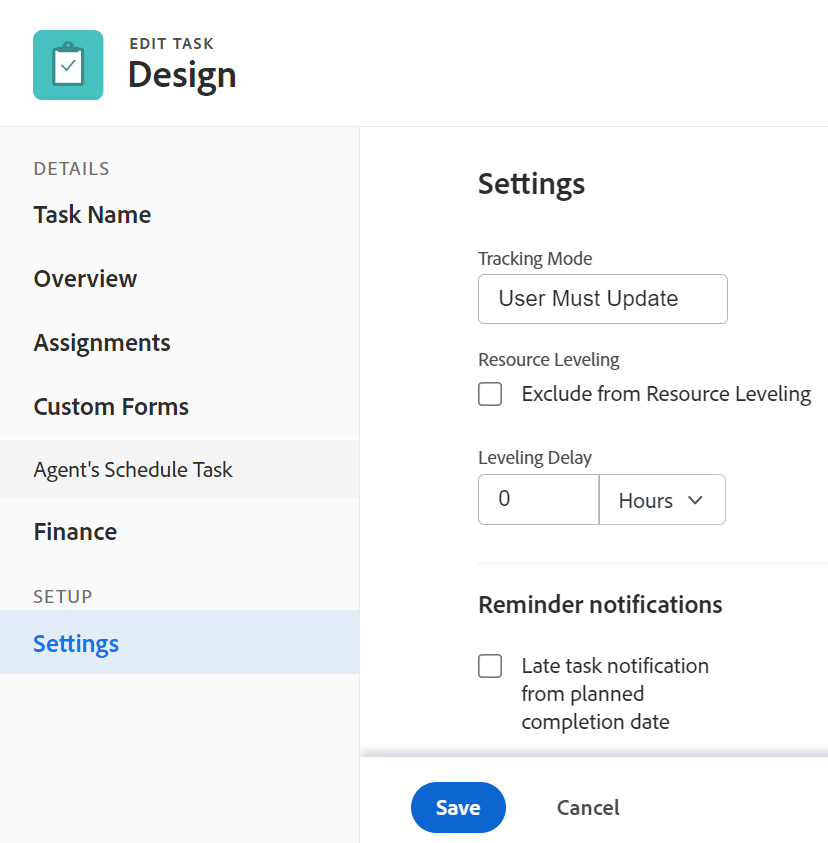 EDIT TASK
Design
DETAILS
Task Name
Overview
Assignments
Custom Forms
Agent's Schedule Task
Finance
SETUP
Settings
Settings
Tracking Mode
User Must Update
Resource Leveling
Exclude from Resource Leveling
Leveling Delay
0 Hours
Reminder notifications
Late task notification
from planned
completion date
Save Cancel